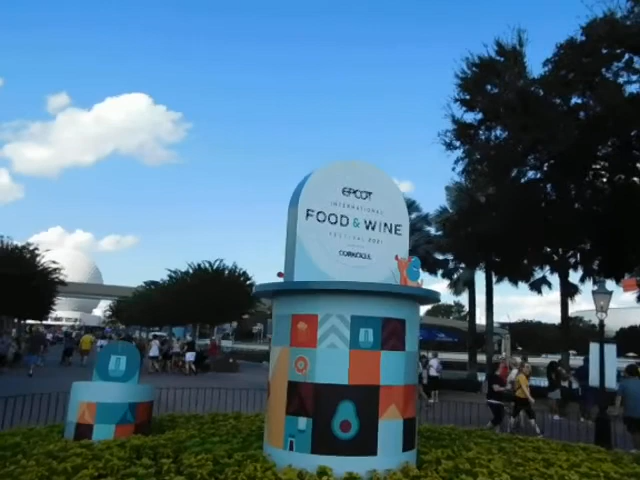 EPCOT
INTERNATIONAL
FOOD & WINE
FESTIVAL 2021
CORKCICLE.